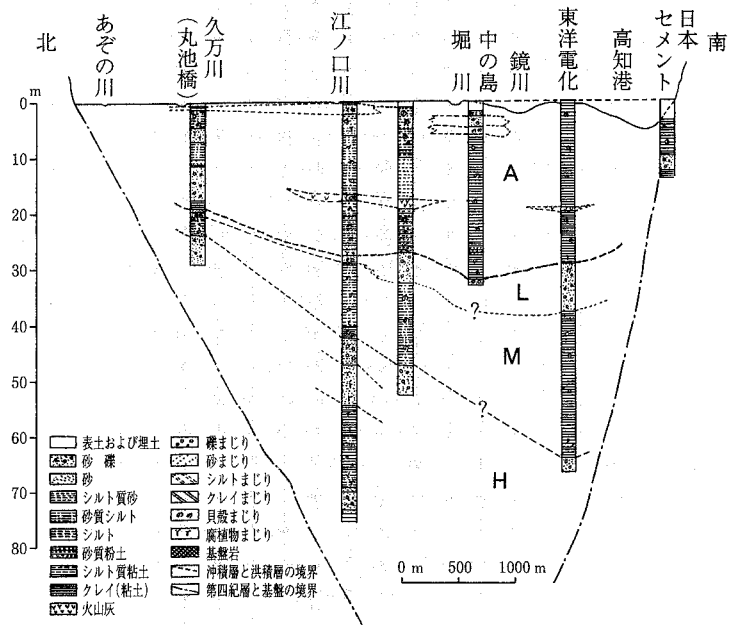 北
あぞの川
久万川
(丸池橋)
江ノ口川
堀川
中の島
鏡川
東洋電化
高知港
日本
セメント
南
m
0
10
20
30
40
50
60
70
80
A
L
?
M
?
H
0 m 500 1000 m
表土および埋土
砂 礫
砂
シルト質砂
砂質シルト
シルト
砂質粉土
シルト質粘土
クレイ(粘土)
火山灰
礫まじり
砂まじり
シルトまじり
クレイまじり
貝殻まじり
腐植物まじり
基盤岩
沖積層と洪積層の境界
第四紀層と基盤の境界